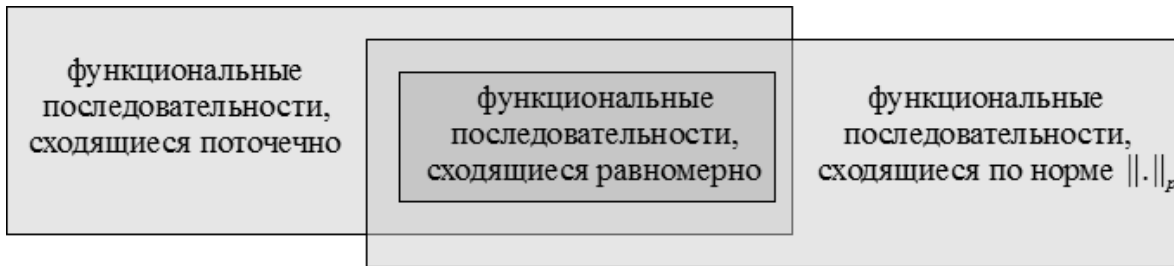 функциональные
последовательности,
сходящиеся поточечно
функциональные
последовательности,
сходящиеся равномерно
функциональные
последовательности,
сходящиеся по норме ||.||p